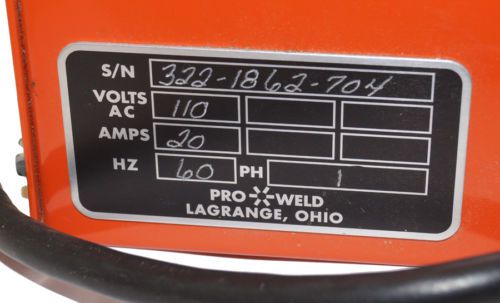 S/N 322-1862-704
VOLTS AC 110
AMPS 20
HZ 60 PH 1
PRO WELD
LAGRANGE, OHIO